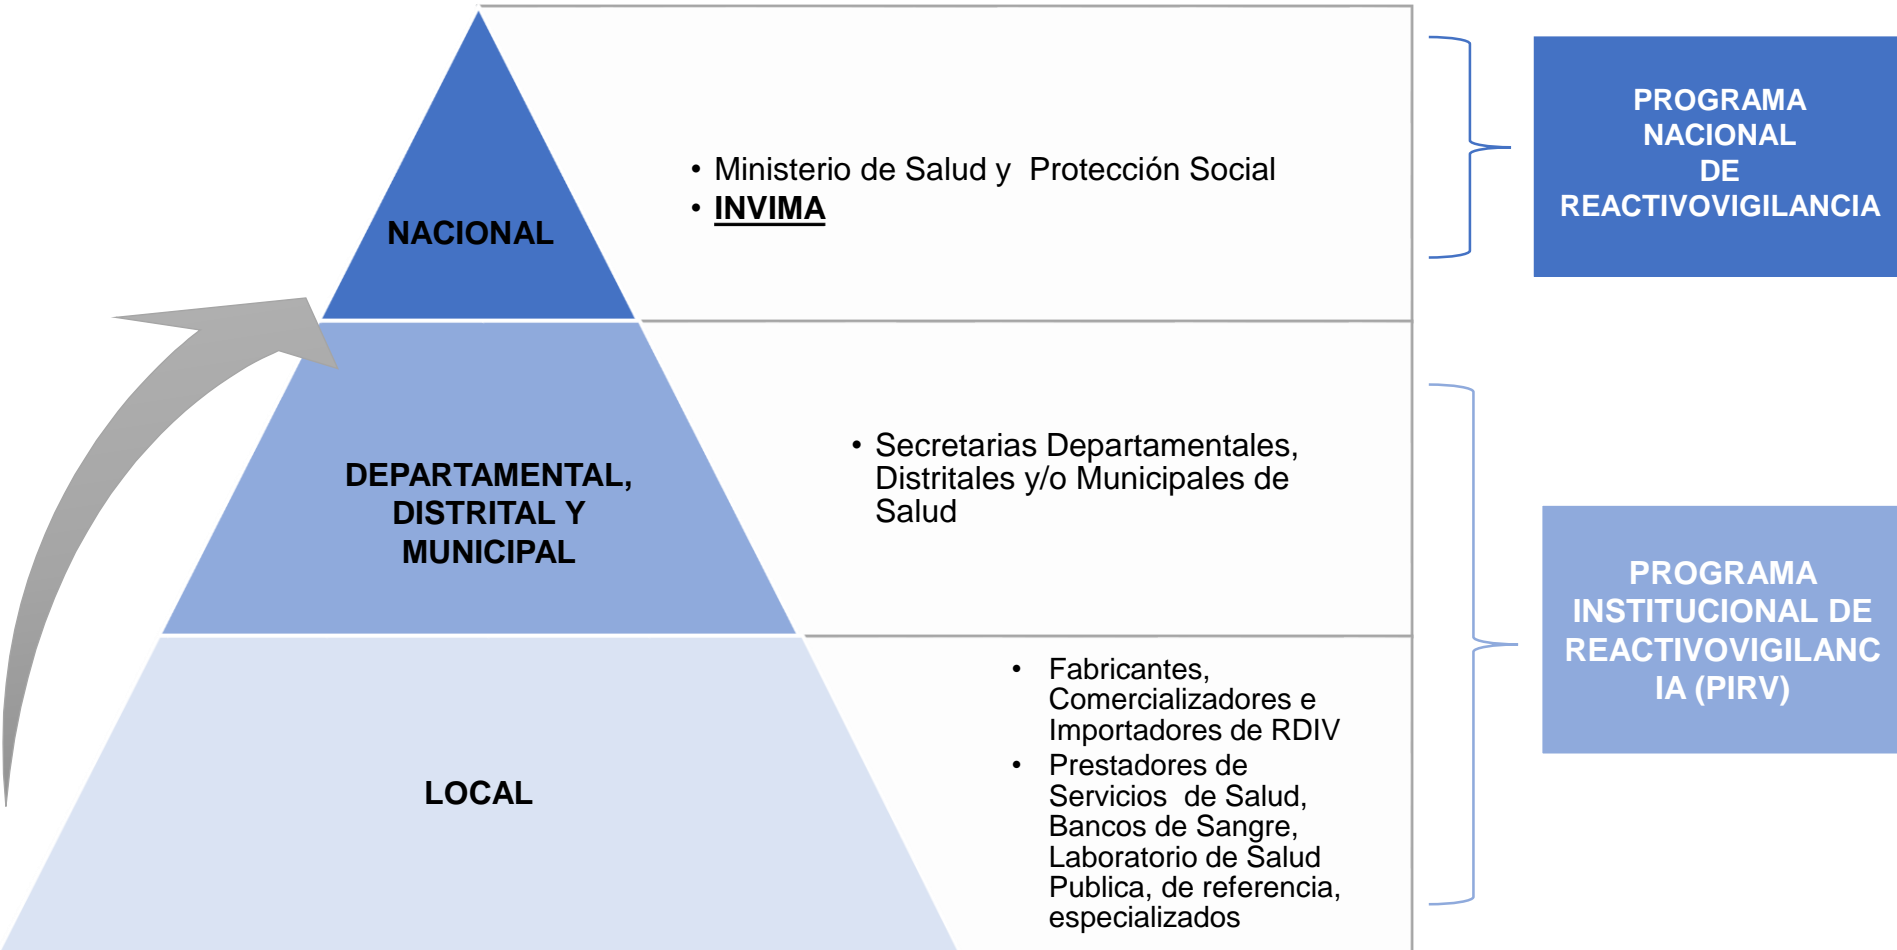 NACIONAL
• Ministerio de Salud y  Protección Social
• INVIMA
PROGRAMA
NACIONAL
DE
REACTIVOVIGILANCIA
DEPARTAMENTAL,
DISTRITAL Y
MUNICIPAL
• Secretarias Departamentales,
Distritales y/o Municipales de
Salud
LOCAL
• Fabricantes,
Comercializadores e
Importadores de RDIV
• Prestadores de
Servicios  de Salud,
Bancos de Sangre,
Laboratorio de Salud
Publica, de referencia,
especializados
PROGRAMA
INSTITUCIONAL DE
REACTIVOVIGILANC
IA (PIRV)